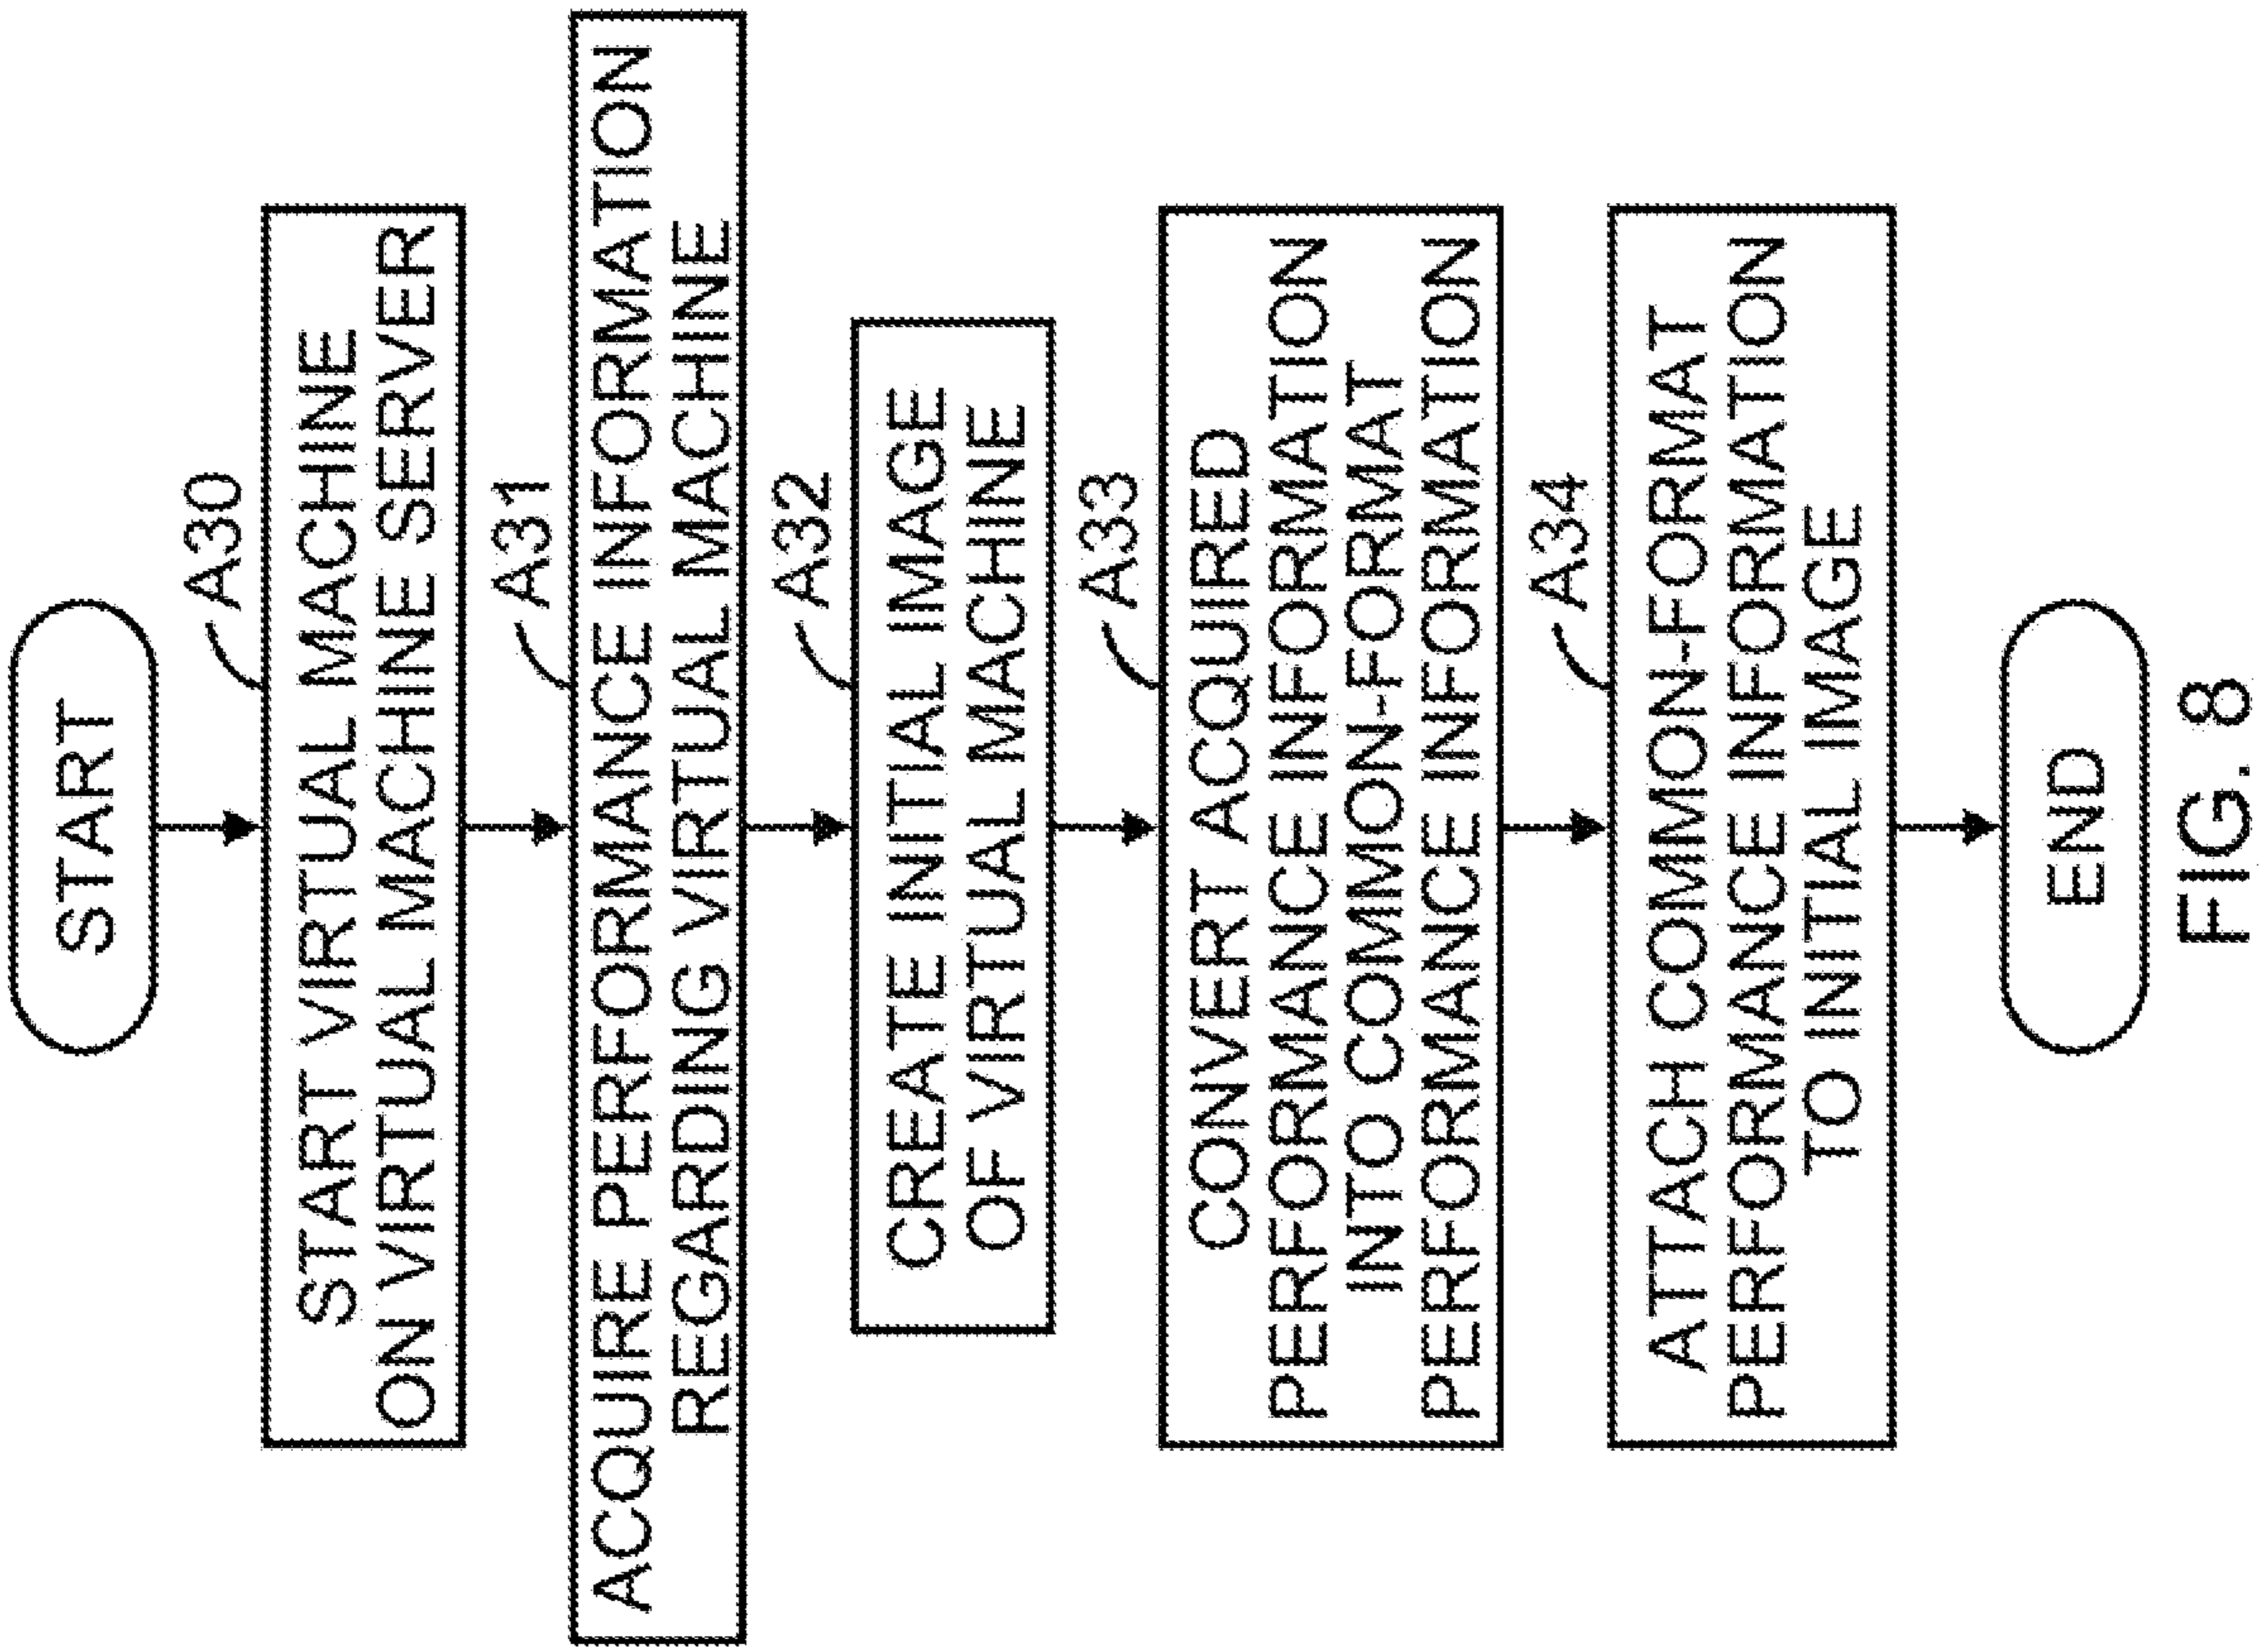 START
A30
START VIRTUAL MACHINE
ON VIRTUAL MACHINE SERVER
A31
ACQUIRE PERFORMANCE INFORMATION
REGARDING VIRTUAL MACHINE
A32
CREATE INITIAL IMAGE
OF VIRTUAL MACHINE
A33
CONVERT ACQUIRED
PERFORMANCE INFORMATION
INTO COMMON-FORMAT
PERFORMANCE INFORMATION
A34
ATTACH COMMON-FORMAT
PERFORMANCE INFORMATION
TO INITIAL IMAGE
END
FIG. 8